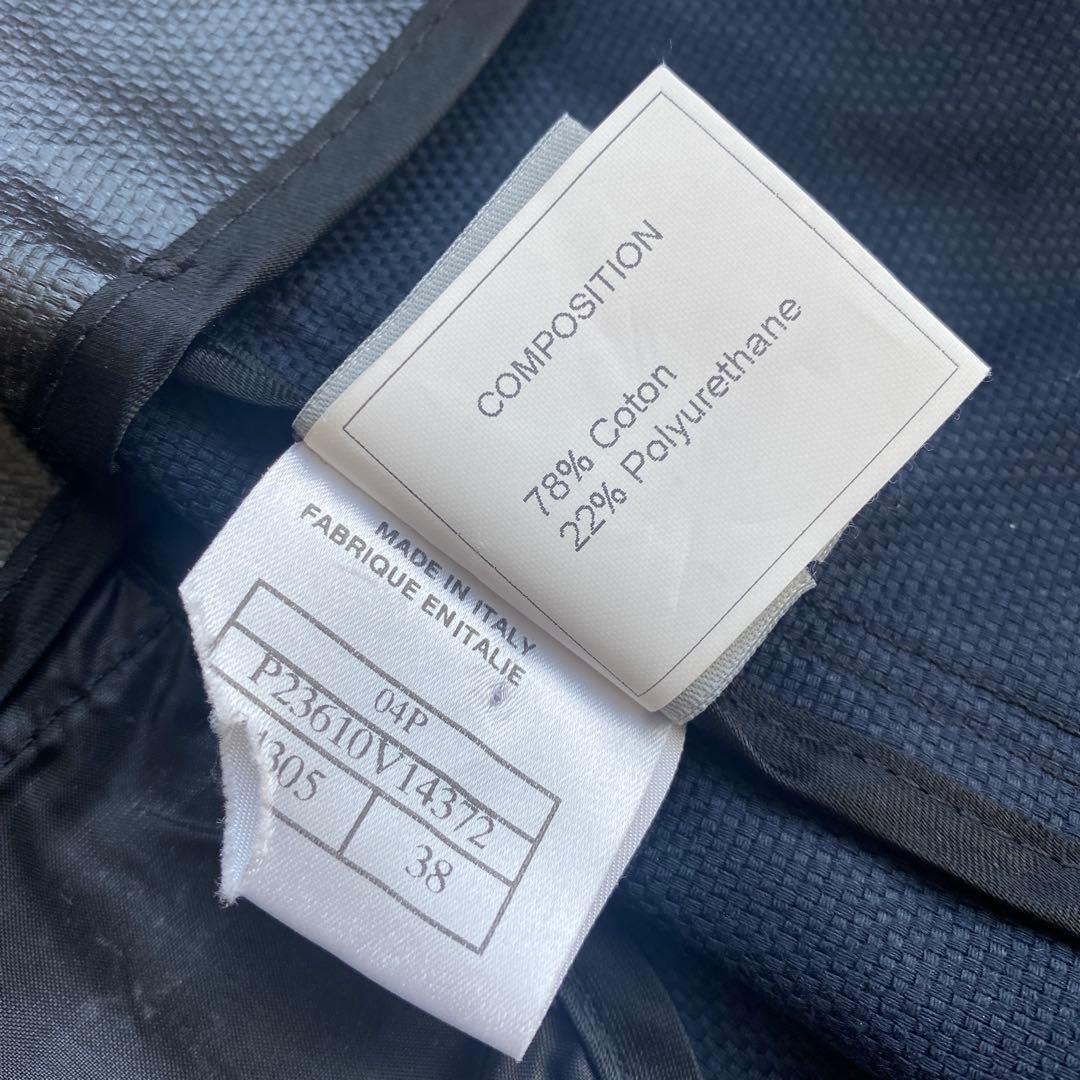 COMPOSITION
78% Coton
22% Polyurethane
MADE IN ITALY
FABRIQUE EN ITALIE
04P
P23610V14372
305
38